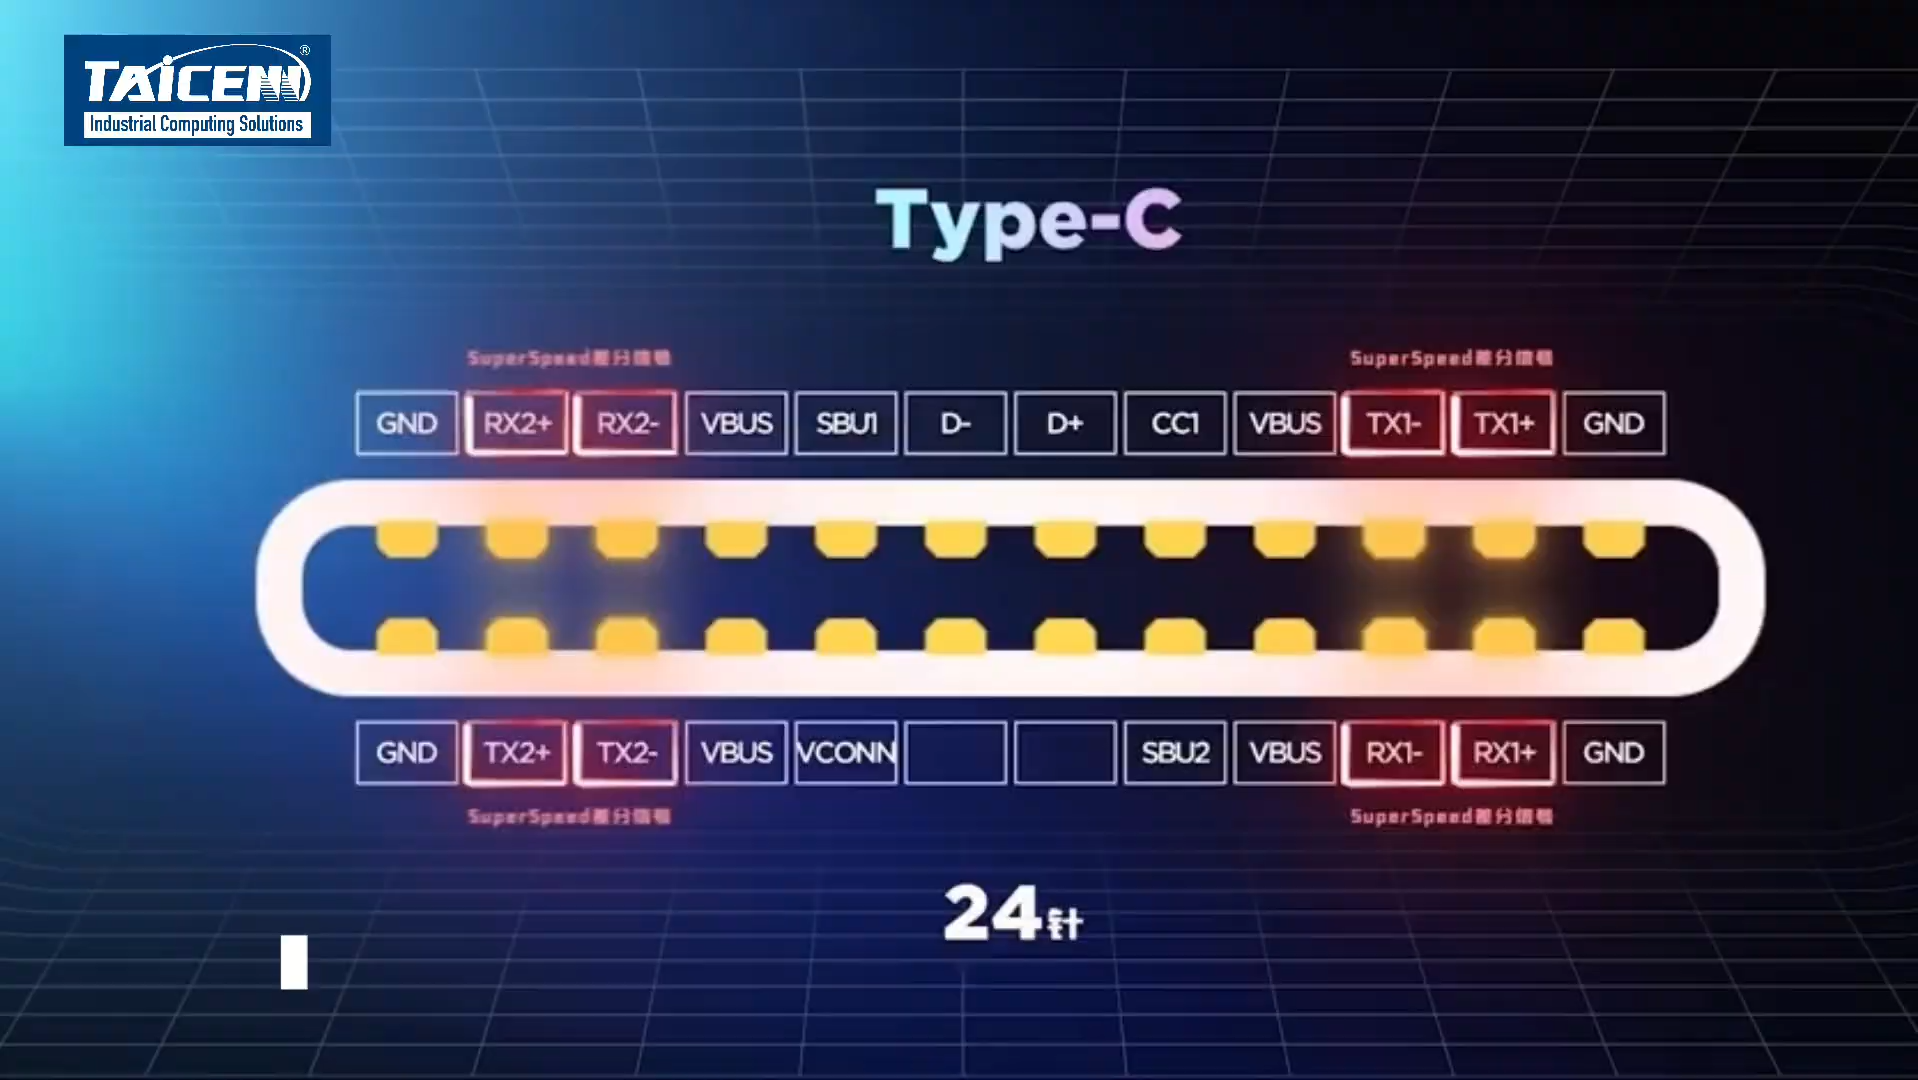 TAICENN®
Industrial Computing Solutions
Type-C
SuperSpeed差分信号 SuperSpeed差分信号
GND RX2+ RX2- VBUS SBU1 D- D+ CC1 VBUS TX1- TX1+ GND
GND TX2+ TX2- VBUS VCONN SBU2 VBUS RX1- RX1+ GND
SuperSpeed差分信号 SuperSpeed差分信号
24针